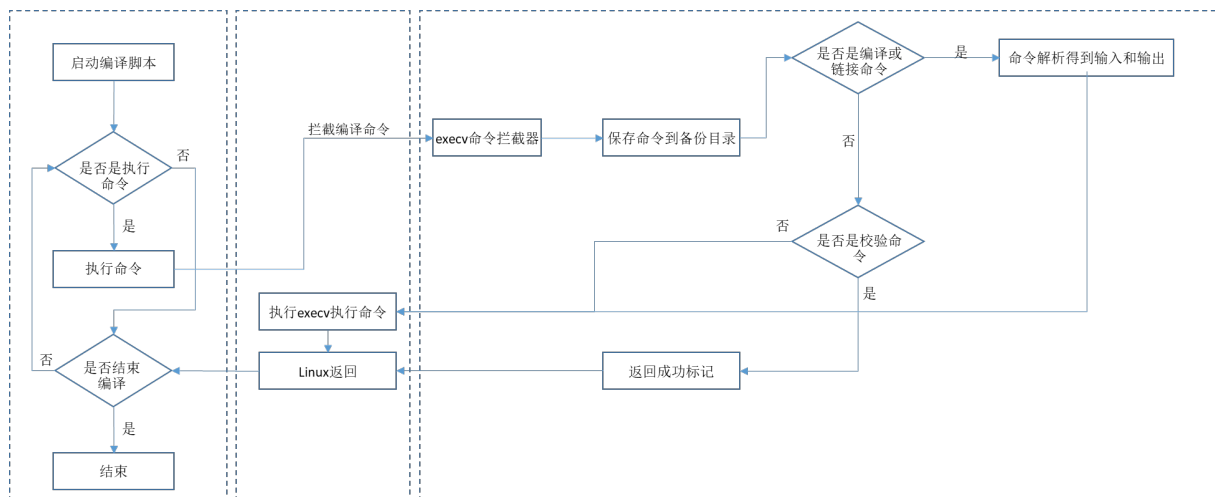 启动编译脚本
是否是执行
命令
否
是
执行命令
是否结束
编译
否
是
结束
拦截编译命令
执行execv执行命令
Linux返回
execv命令拦截器
保存命令到备份目录
是否是编译或
链接命令
是
命令解析得到输入和输出
否
是否是校验命
令
否
是
返回成功标记